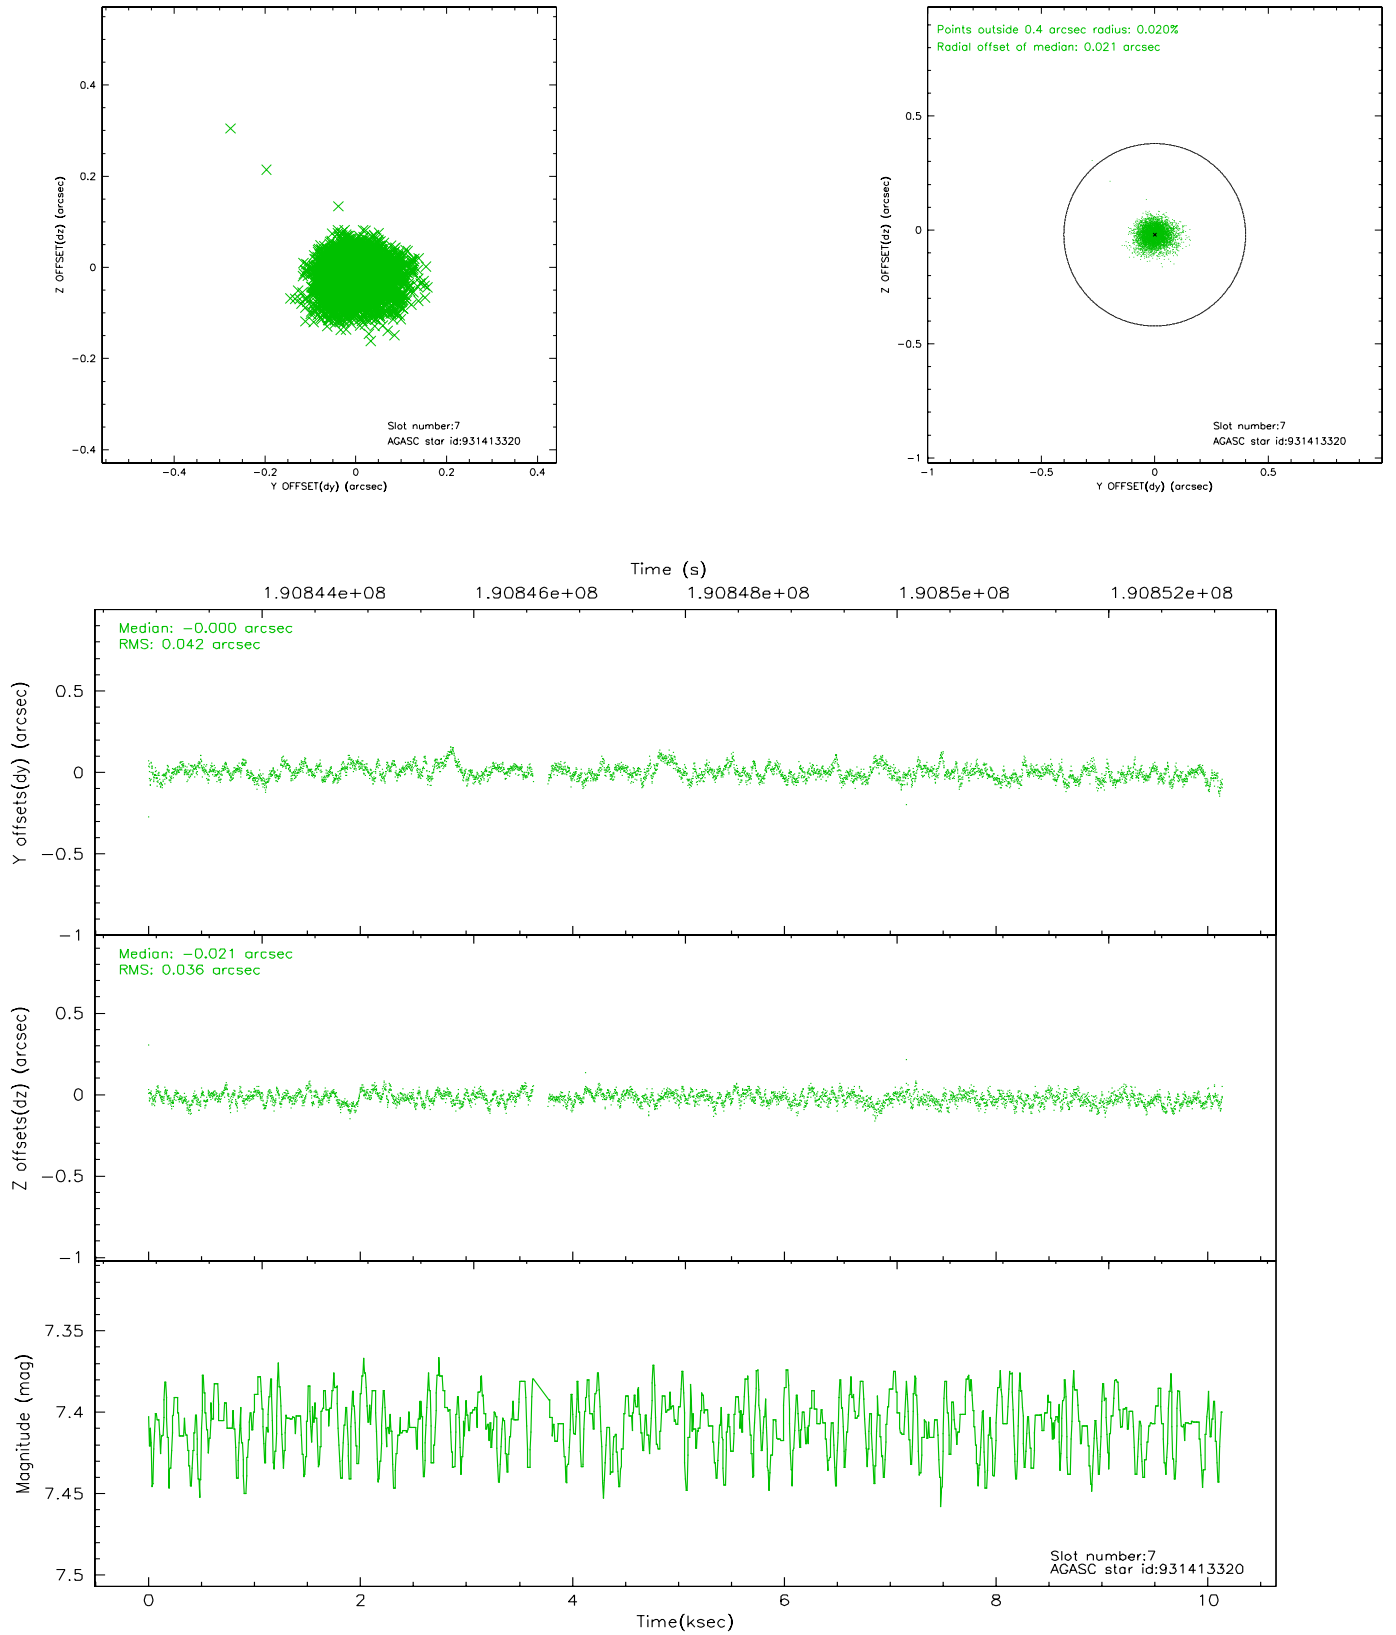 0.4
0.2
0
−0.2
−0.4
Z OFFSET(dz) (arcsec)
−0.4 −0.2 0 0.2 0.4
Y OFFSET(dy) (arcsec)
Slot number:7
AGASC star id:931413320
Points outside 0.4 arcsec radius: 0.020%
Radial offset of median: 0.021 arcsec
0.5
0
−0.5
−1
Z OFFSET(dz) (arcsec)
−1 −0.5 0 0.5
Y OFFSET(dy) (arcsec)
Slot number:7
AGASC star id:931413320
Time (s)
1.90844e+08 1.90846e+08 1.90848e+08 1.9085e+08 1.90852e+08
Median: −0.000 arcsec
RMS: 0.042 arcsec
0.5
0
−0.5
−1
Y offsets(dy) (arcsec)
Median: −0.021 arcsec
RMS: 0.036 arcsec
0.5
0
−0.5
−1
Z offsets(dz) (arcsec)
7.35
7.4
7.45
7.5
Magnitude (mag)
Slot number:7
AGASC star id:931413320
0 2 4 6 8 10
Time(ksec)